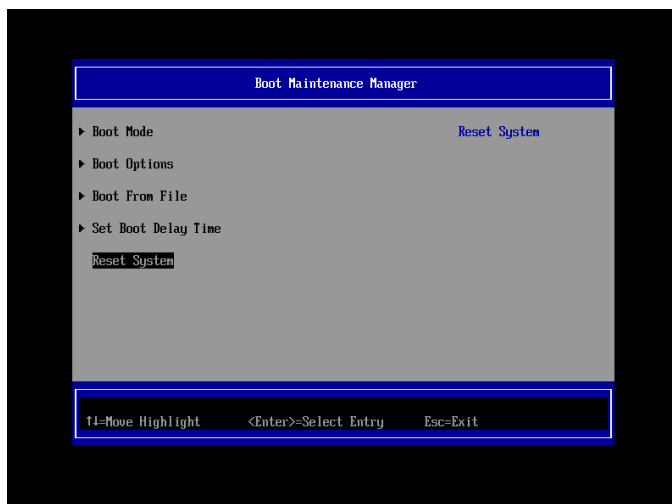 Boot Maintenance Manager
Boot Mode
Reset System
Boot Options
Boot From File
Set Boot Delay Time
Reset System
↑↓=Move Highlight <Enter>=Select Entry Esc=Exit